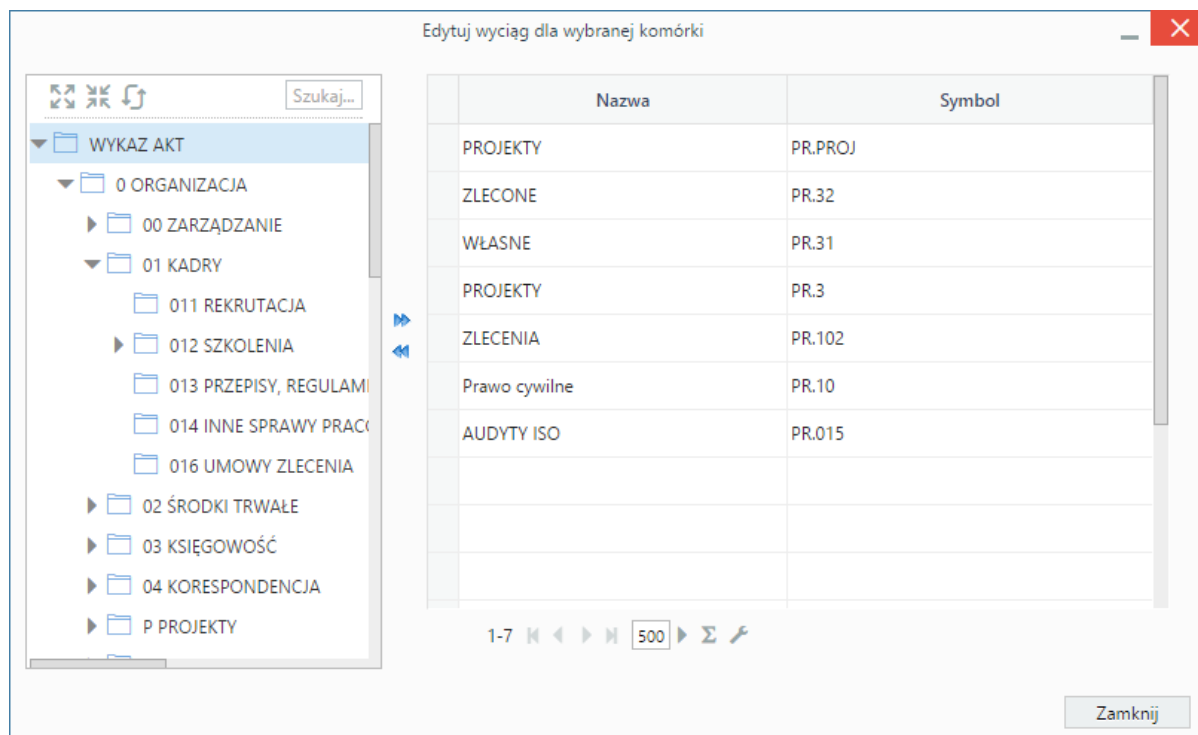 Edytuj wyciąg dla wybranej komórki
Szukaj...
WYKAZ AKT
0 ORGANIZACJA
00 ZARZĄDZANIE
01 KADRY
011 REKRUTACJA
012 SZKOLENIA
013 PRZEPISY, REGULAMI
014 INNE SPRAWY PRAC
016 UMOWY ZLECENIA
02 ŚRODKI TRWAŁE
03 KSIĘGOWOŚĆ
04 KORESPONDENCJA
P PROJEKTY
Nazwa Symbol
PROJEKTY PR.PROJ
ZLECONE PR.32
WŁASNE PR.31
PROJEKTY PR.3
ZLECENIA PR.102
Prawo cywilne PR.10
AUDYTY ISO PR.015
1-7 500 Σ
Zamknij